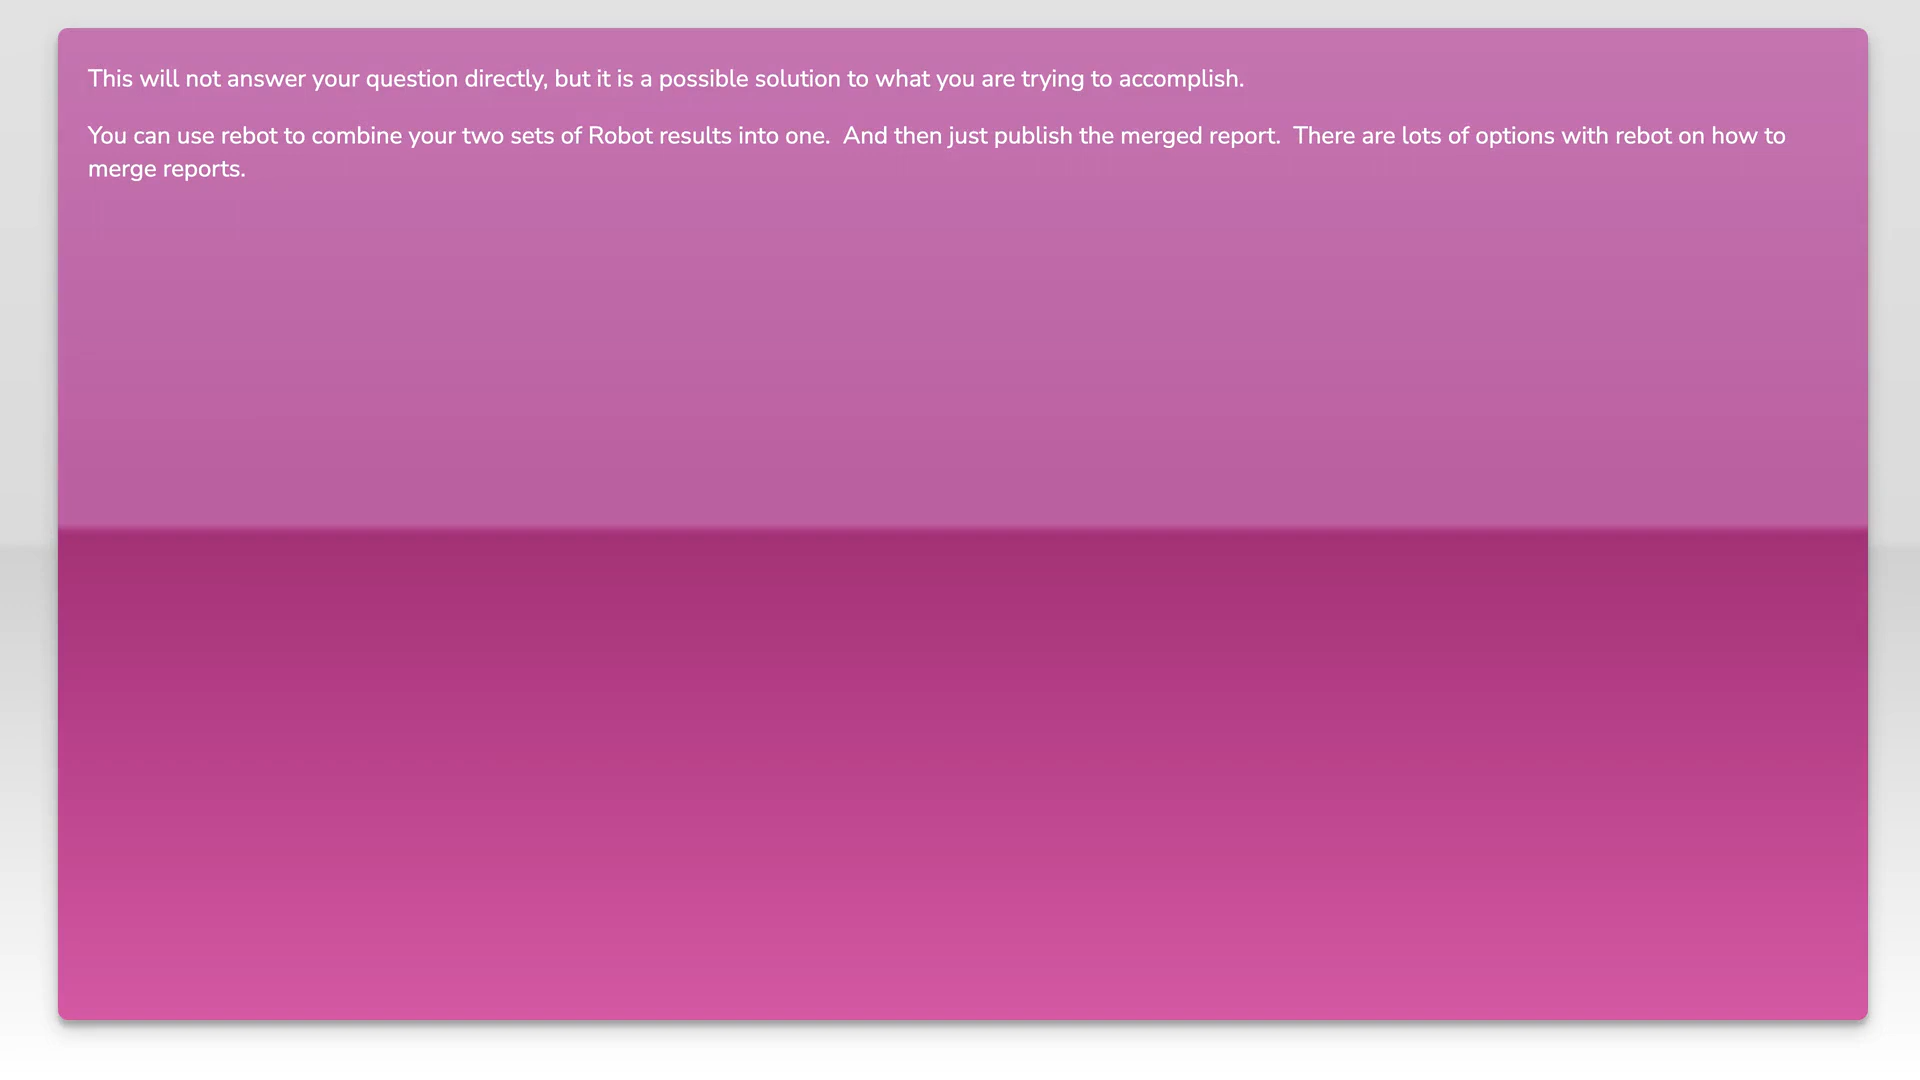 This will not answer your question directly, but it is a possible solution to what you are trying to accomplish.
You can use rebot to combine your two sets of Robot results into one.  And then just publish the merged report.  There are lots of options with rebot on how to
merge reports.